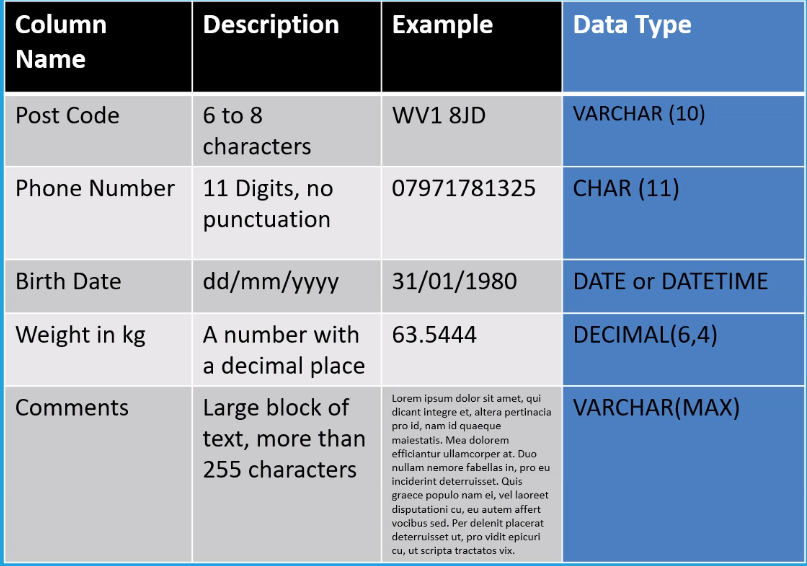 Column Name
Description
Example
Data Type
Post Code
6 to 8
characters
WV1 8JD
VARCHAR (10)
Phone Number
11 Digits, no
punctuation
07971781325
CHAR (11)
Birth Date
dd/mm/yyyy
31/01/1980
DATE or DATETIME
Weight in kg
A number with
a decimal place
63.5444
DECIMAL(6,4)
Comments
Large block of
text, more than
255 characters
Lorem ipsum dolor sit amet, qui
dicant integre et, altera pertinacia
pro id, nam id quaeque
maiestatis. Mea dolorem
efficiantur ullamcorper at. Duo
nullam nemore fabellas in, pro eu
inciderint deterruisset. Quis
graece populo nam ei, vel laoreet
disputationi cu, eu autem affert
vocibus sed. Per delenit placerat
deterruisset ut, pro vidit epicuri
cu, ut scripta tractatos vix.
VARCHAR(MAX)